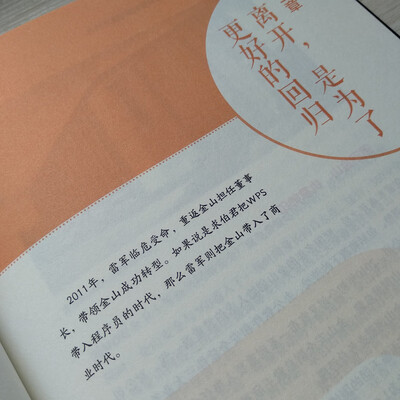 离开，是为了
更好的回归
2011年，雷军临危受命，重返金山担任董事
长，带领金山成功转型。如果说是求伯君把WPS
带入程序员的时代，那么雷军则把金山带入了商
业时代。